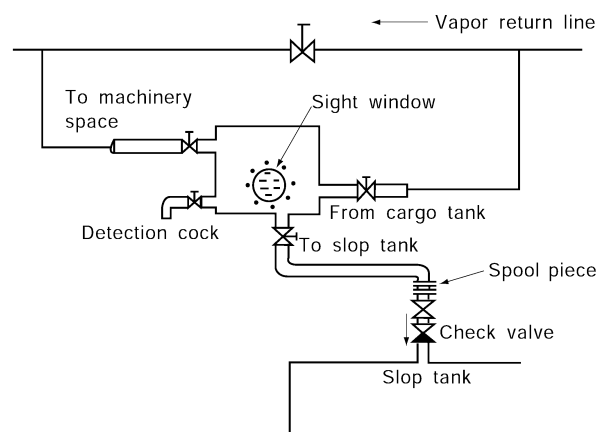 Vapor return line
To machinery
space
Sight window
From cargo tank
Detection cock
To slop tank
Spool piece
Check valve
Slop tank